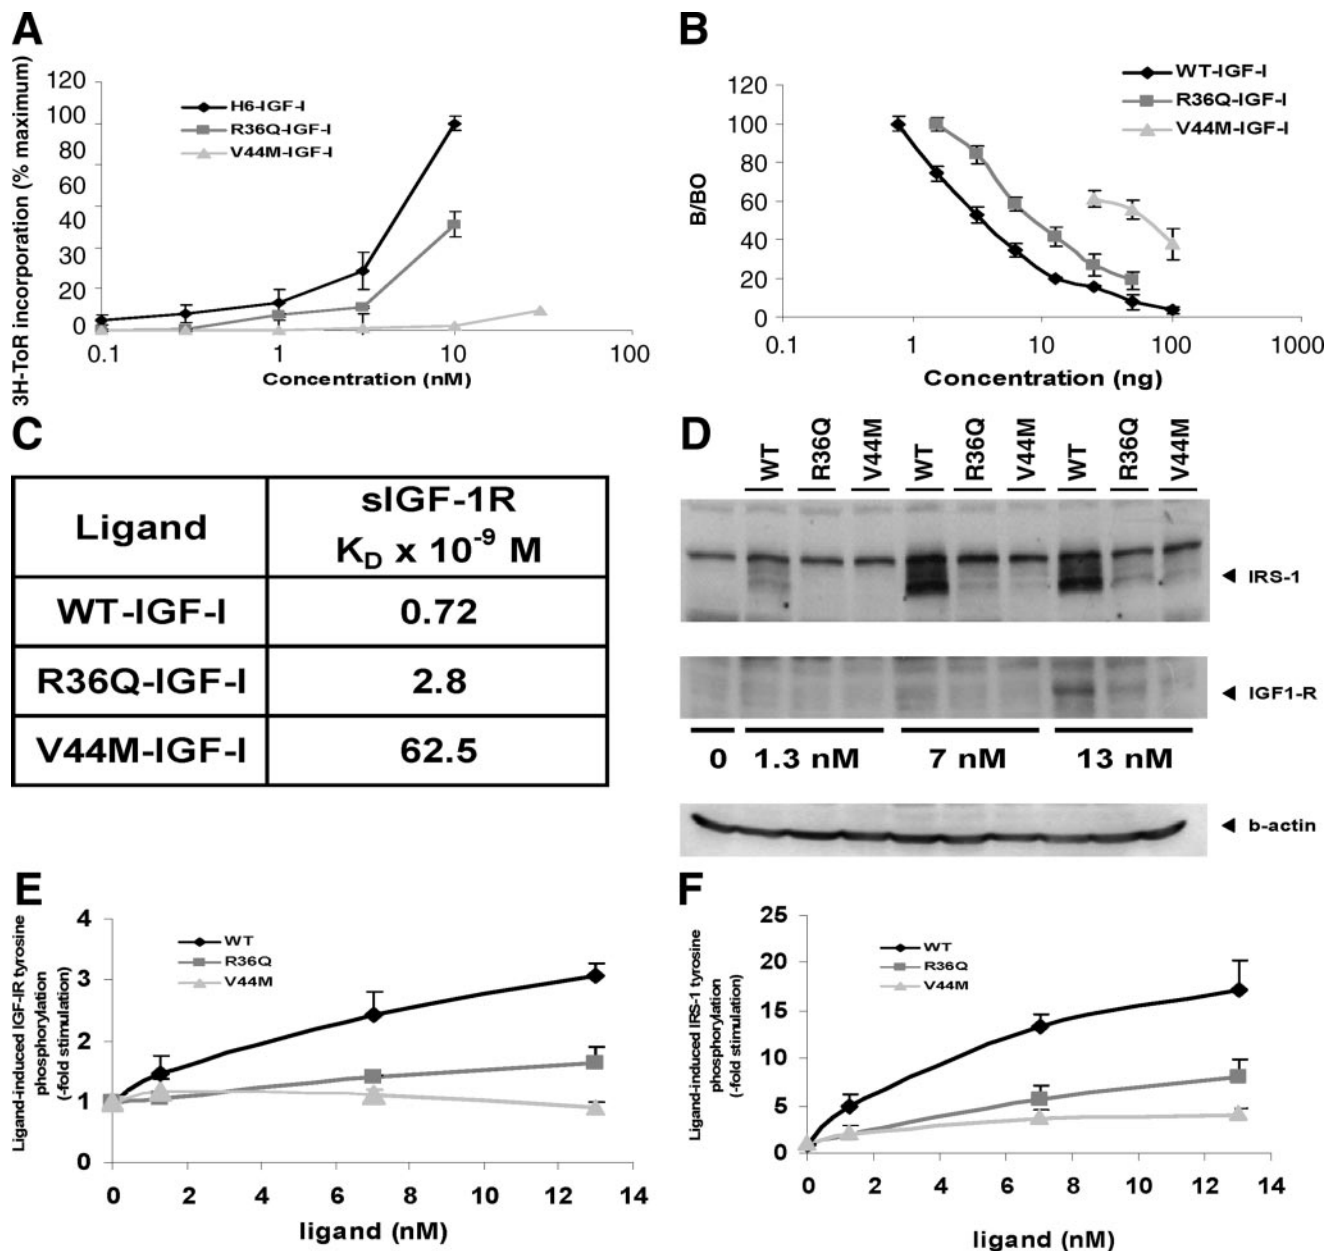 A
3H-ToR incorporation (% maximum)
120
100
80
60
40
20
0
H6-IGF-I
R36Q-IGF-I
V44M-IGF-I
0.1
1
10
100
Concentration (nM)
B
B/BO
120
100
80
60
40
20
0
WT-IGF-I
R36Q-IGF-I
V44M-IGF-I
0.1
1
10
100
1000
Concentration (ng)
C
Ligand
sIGF-1R
KD x 10-9 M
WT-IGF-I
0.72
R36Q-IGF-I
2.8
V44M-IGF-I
62.5
D
WT
R36Q
V44M
WT
R36Q
V44M
WT
R36Q
V44M
IRS-1
IGF1-R
0
1.3 nM
7 nM
13 nM
b-actin
E
Ligand-induced IGF-IR tyrosine
phosphorylation
(-fold stimulation)
4
3
2
1
0
WT
R36Q
V44M
0
2
4
6
8
10
12
14
ligand (nM)
F
Ligand-induced IRS-1 tyrosine
phosphorylation
(-fold stimulation)
25
20
15
10
5
0
WT
R36Q
V44M
0
2
4
6
8
10
12
14
ligand (nM)